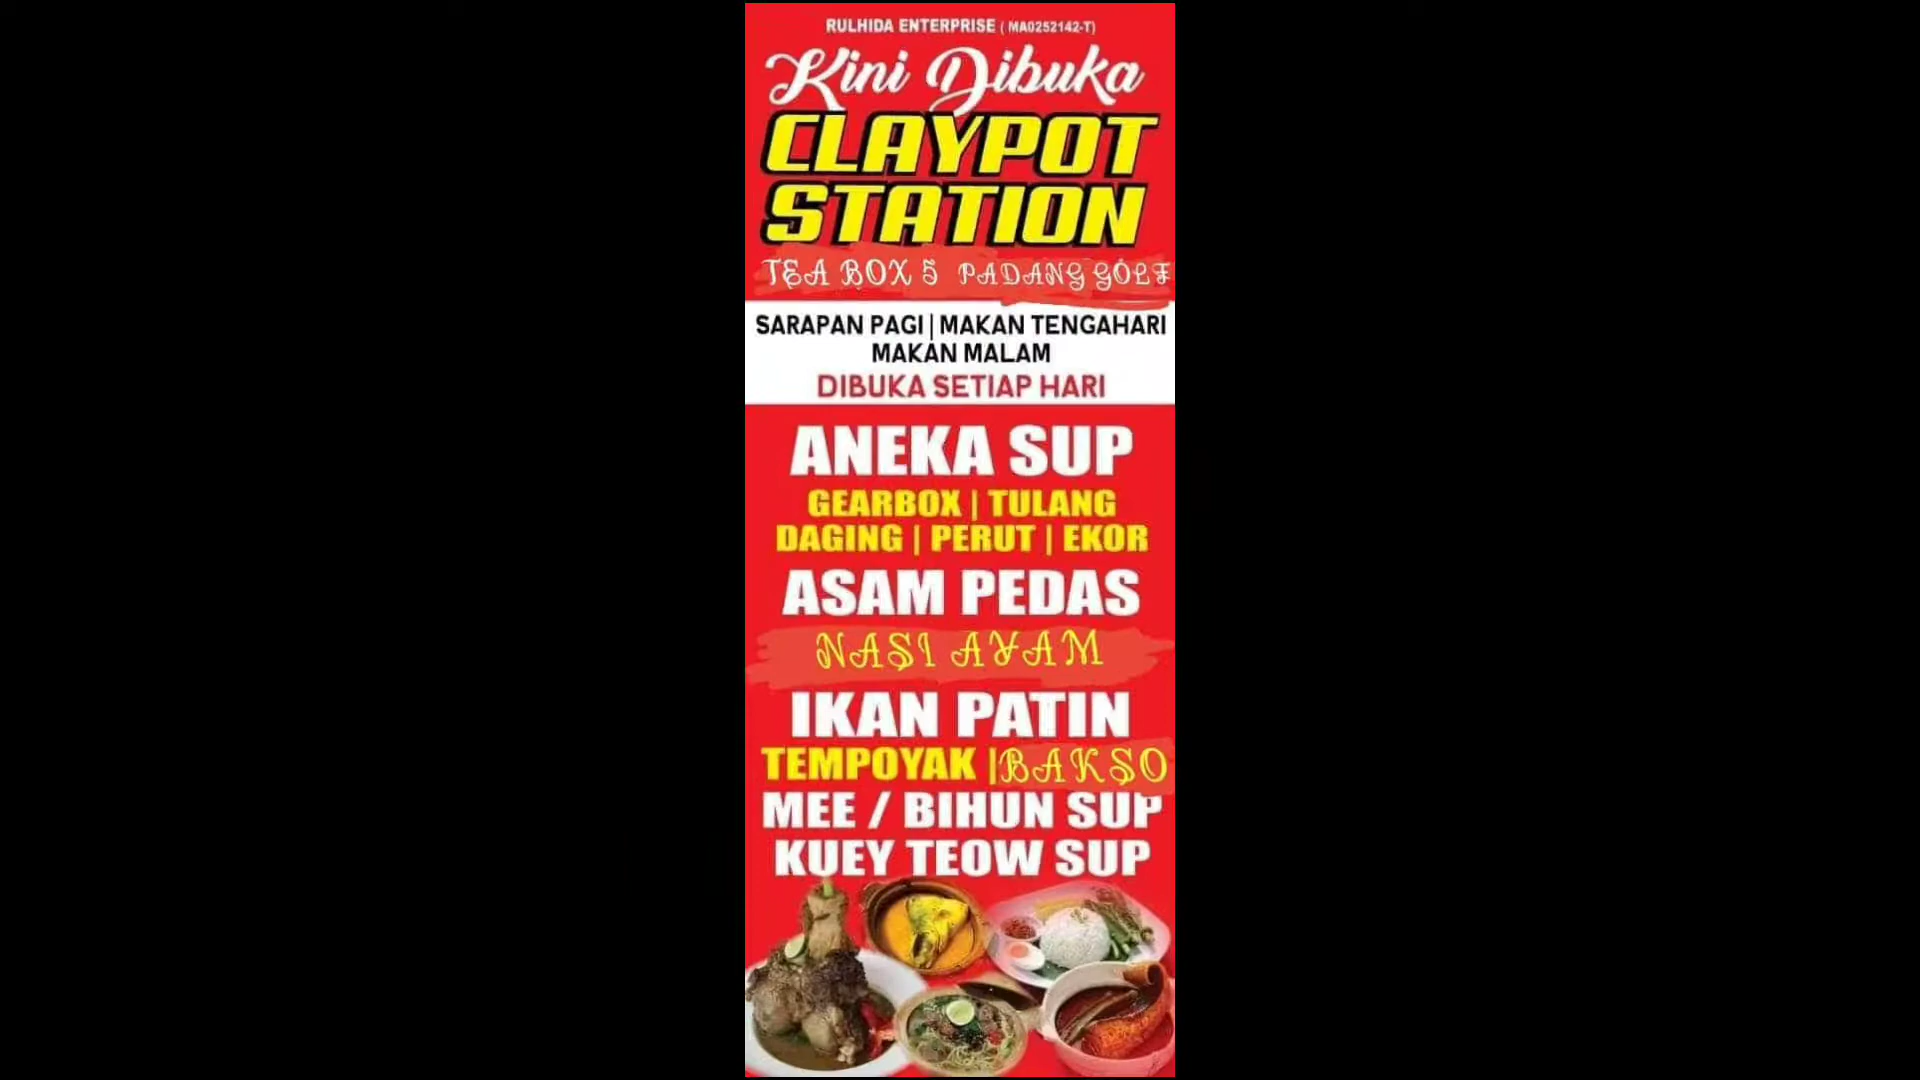 RULHIDA ENTERPRISE ( MA0252142-T)
Kini Dibuka
CLAYPOT
STATION
TEA BOX 5 PADANG GOLF
SARAPAN PAGI | MAKAN TENGAHARI
MAKAN MALAM
DIBUKA SETIAP HARI
ANEKA SUP
GEARBOX | TULANG
DAGING | PERUT | EKOR
ASAM PEDAS
NASI AYAM
IKAN PATIN
TEMPOYAK | BAKSO
MEE / BIHUN SUP
KUEY TEOW SUP